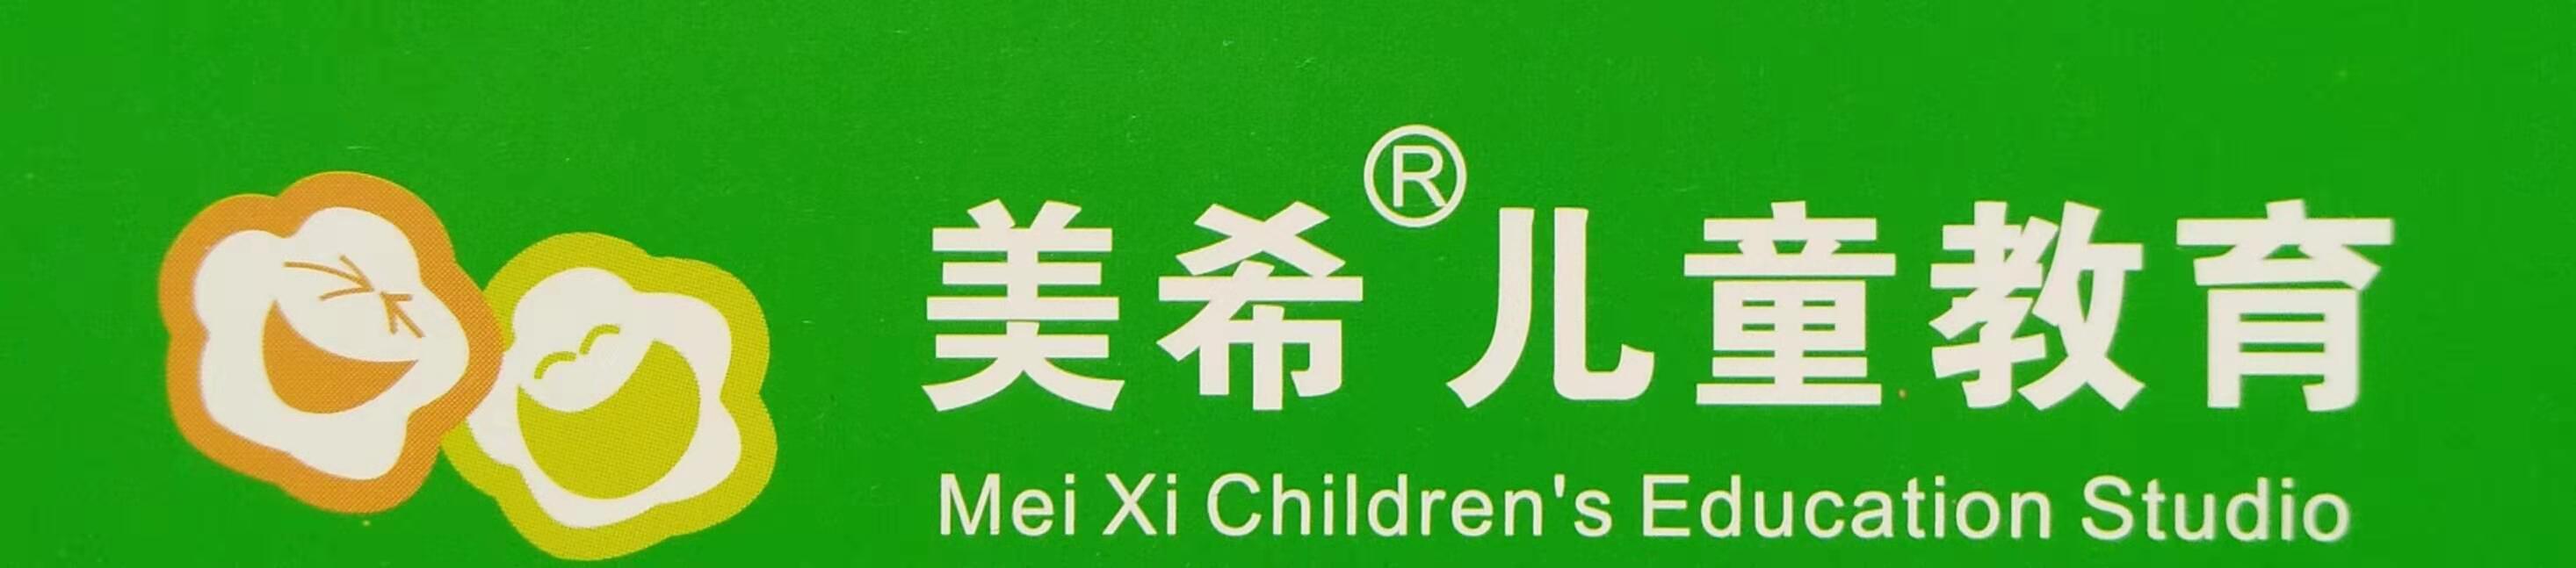 美希®儿童教育
Mei Xi Children's Education Studio